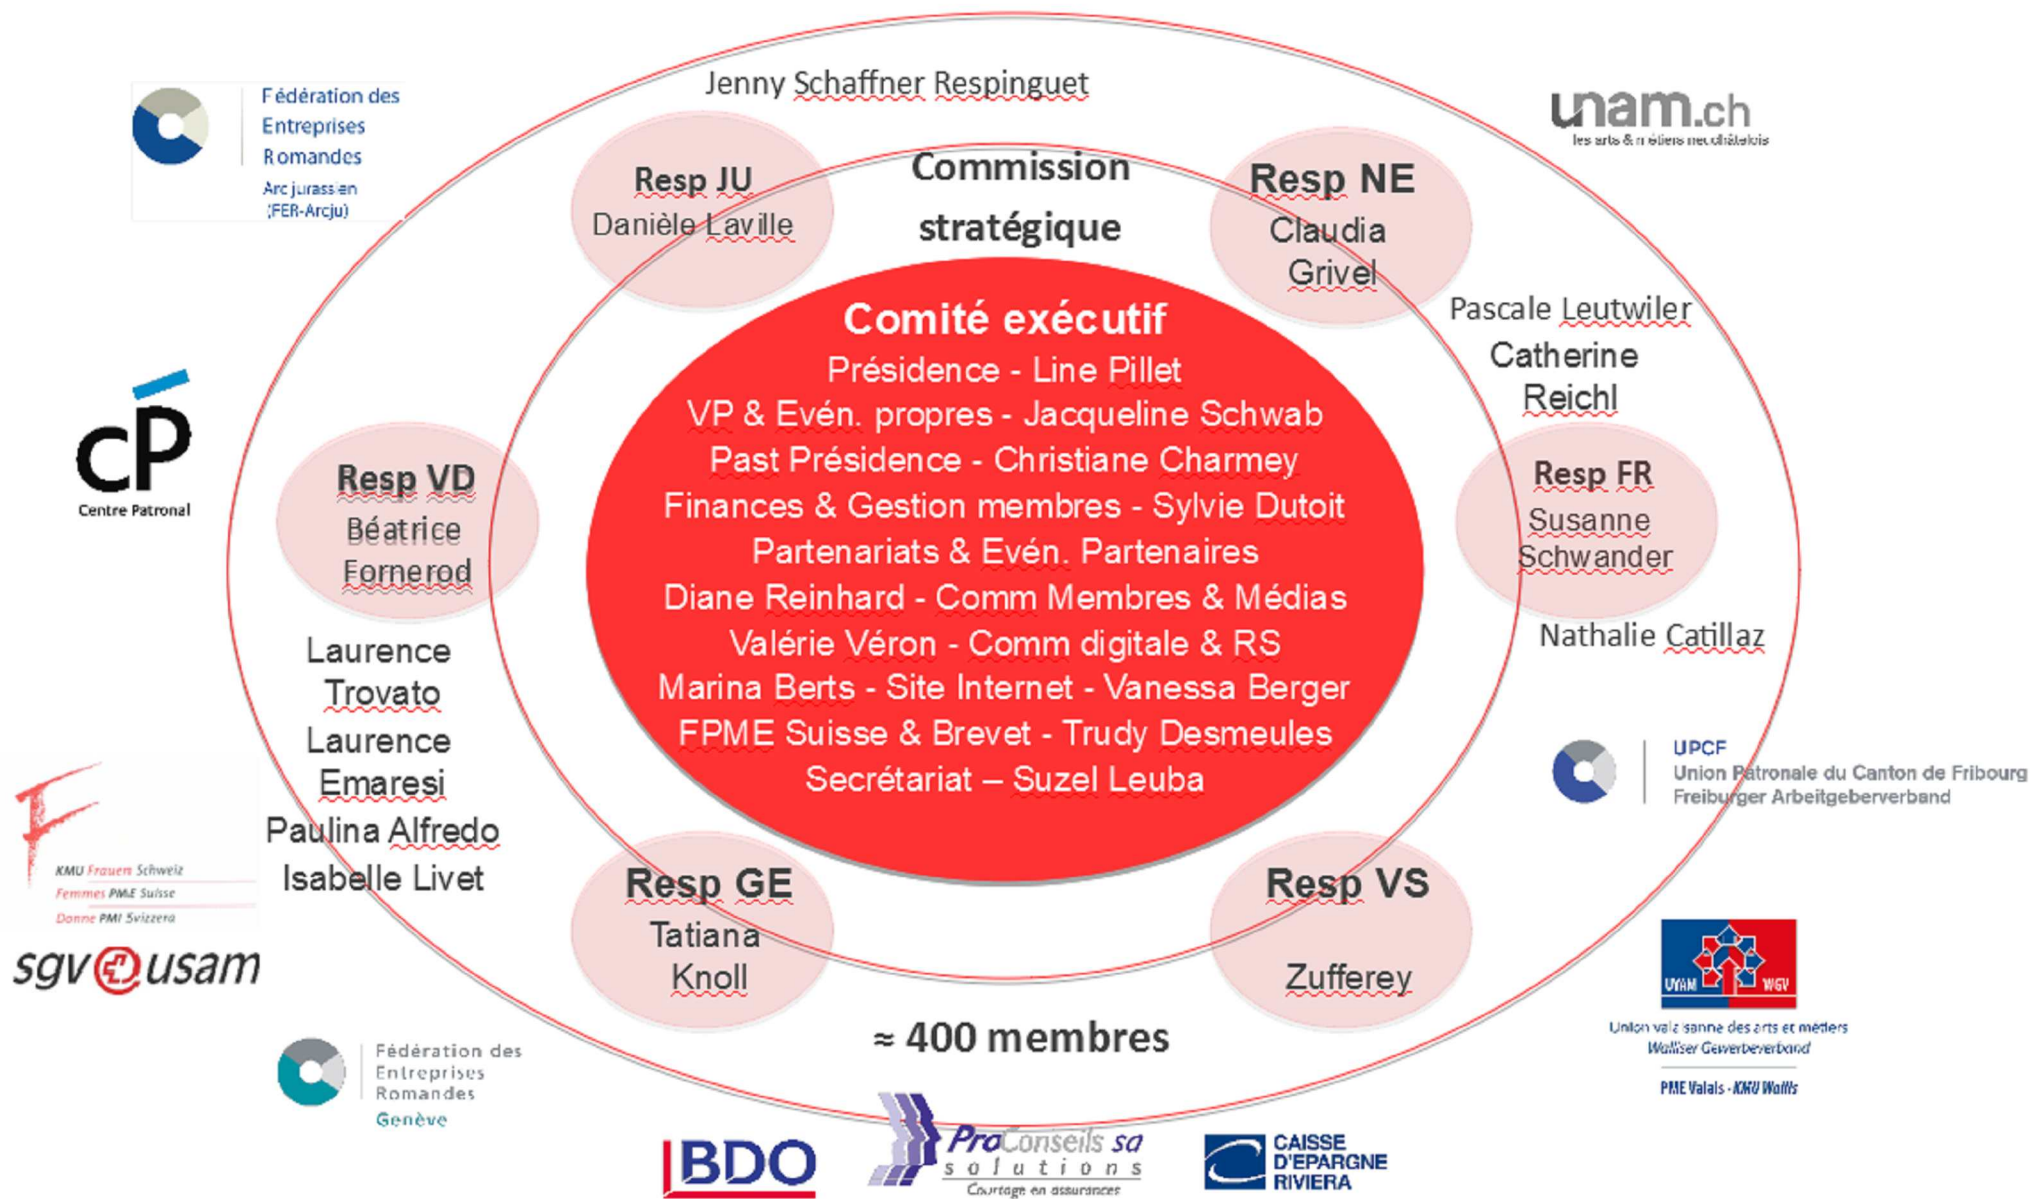 Jenny Schaffner Respinguet
Fédération des
Entreprises
Romandes
Arc jurassien
(FER-Arcju)
unam.ch
les arts & métiers neuchâtelois
Resp JU
Danièle Laville
Commission
stratégique
Resp NE
Claudia
Grivel
Pascale Leutwiler
Catherine
Reichl
Comité exécutif
Présidence - Line Pillet
VP & Evén. propres - Jacqueline Schwab
Past Présidence - Christiane Charmey
Finances & Gestion membres - Sylvie Dutoit
Partenariats & Evén. Partenaires
Diane Reinhard - Comm Membres & Médias
Valérie Véron - Comm digitale & RS
Marina Berts - Site Internet - Vanessa Berger
FPME Suisse & Brevet - Trudy Desmeules
Secrétariat – Suzel Leuba
CP
Centre Patronal
Resp VD
Béatrice
Fornerod
Resp FR
Susanne
Schwander
Nathalie Catillaz
Laurence
Trovato
Laurence
Emaresi
Paulina Alfredo
Isabelle Livet
UPCF
Union Patronale du Canton de Fribourg
Freiburger Arbeitgeberverband
KMU Frauen Schweiz
Femmes PME Suisse
Donne PMI Svizzera
sgv usam
Resp GE
Tatiana
Knoll
Resp VS
Zufferey
UVAM WGV
Union valaisanne des arts et métiers
Walliser Gewerbeverband
PME Valais - KMU Wallis
≈ 400 membres
Fédération des
Entreprises
Romandes
Genève
BDO
ProConseils sa
solutions
Courtage en assurances
CAISSE
D'EPARGNE
RIVIERA